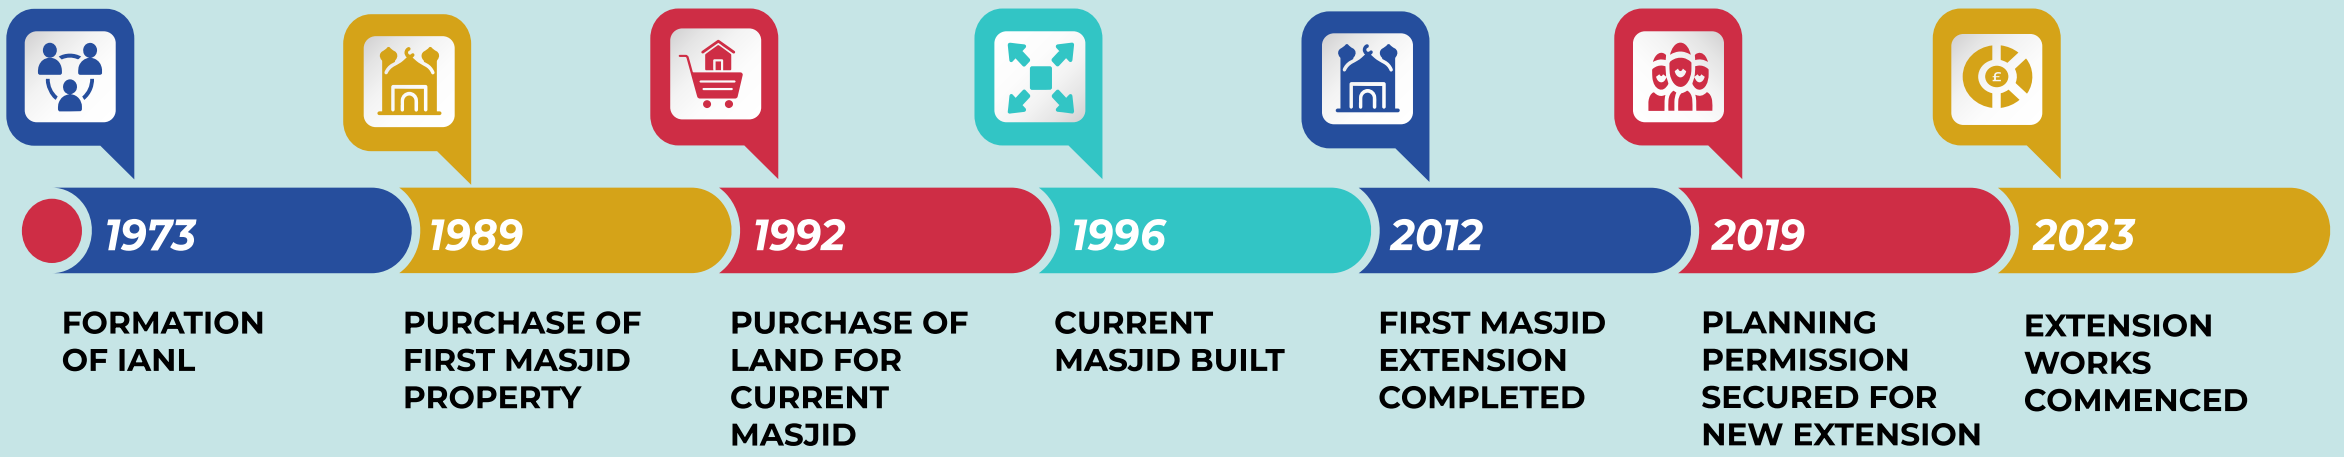 £
1973
1989
1992
1996
2012
2019
2023
FORMATION
OF IANL
PURCHASE OF
FIRST MASJID
PROPERTY
PURCHASE OF
LAND FOR
CURRENT
MASJID
CURRENT
MASJID BUILT
FIRST MASJID
EXTENSION
COMPLETED
PLANNING
PERMISSION
SECURED FOR
NEW EXTENSION
EXTENSION
WORKS
COMMENCED